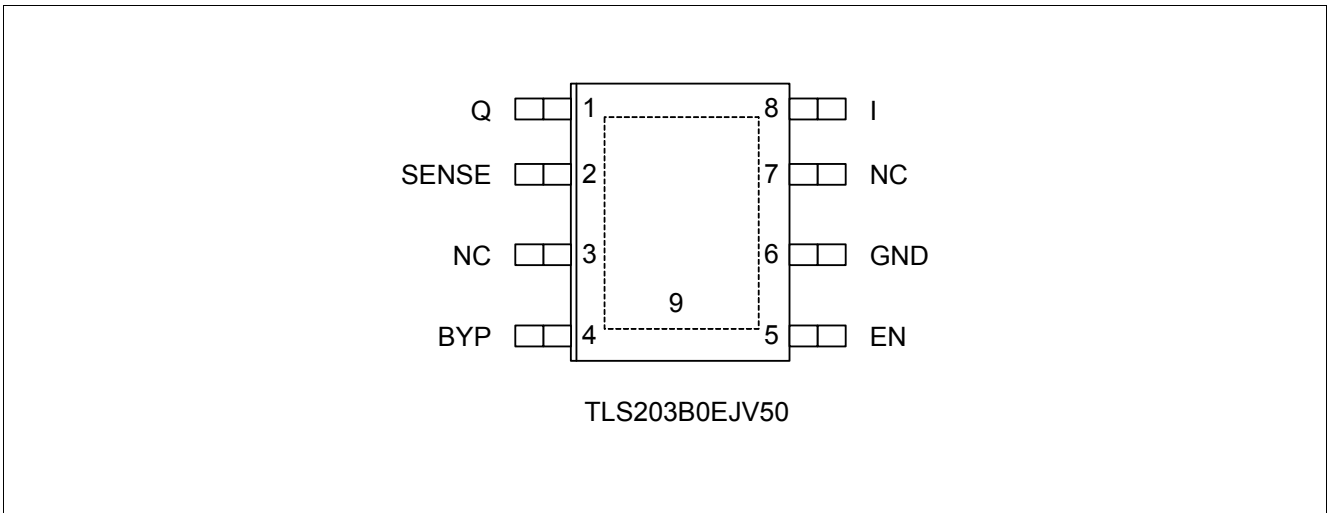 Q 1 8 I
SENSE 2 7 NC
NC 3 6 GND
9
BYP 4 5 EN
TLS203B0EJV50